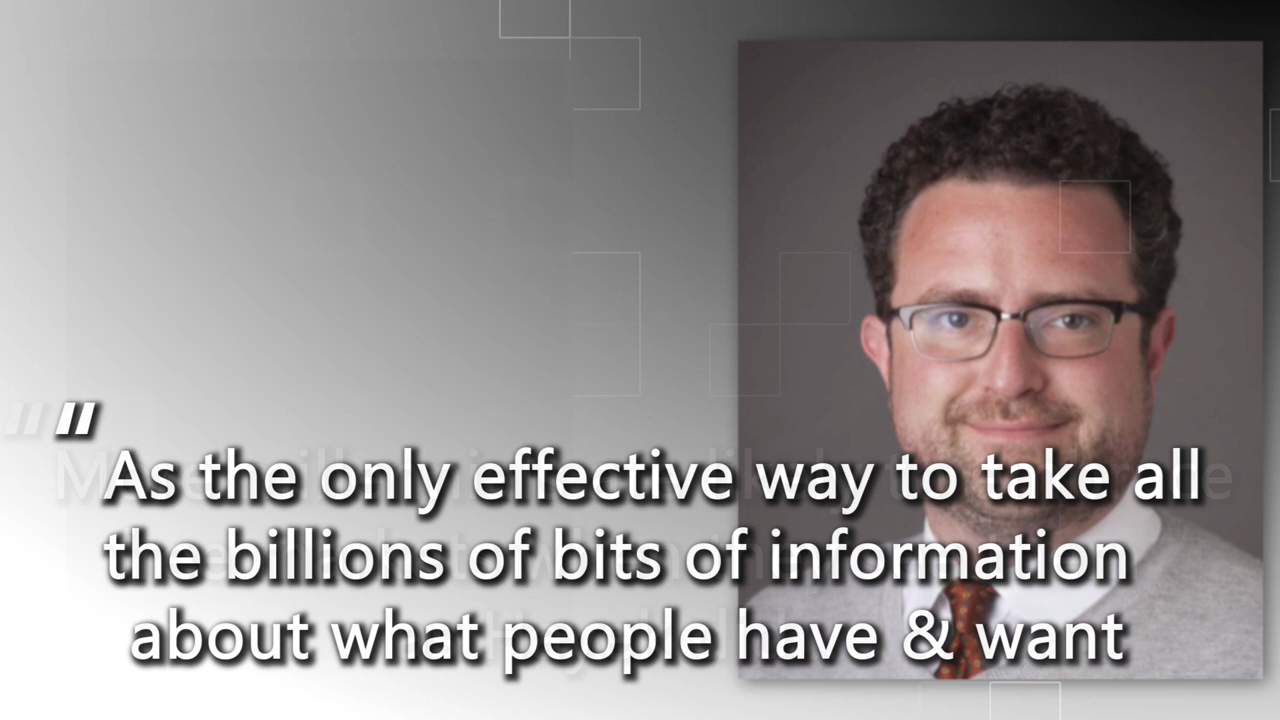 "As the only effective way to take all
the billions of bits of information
about what people have & want